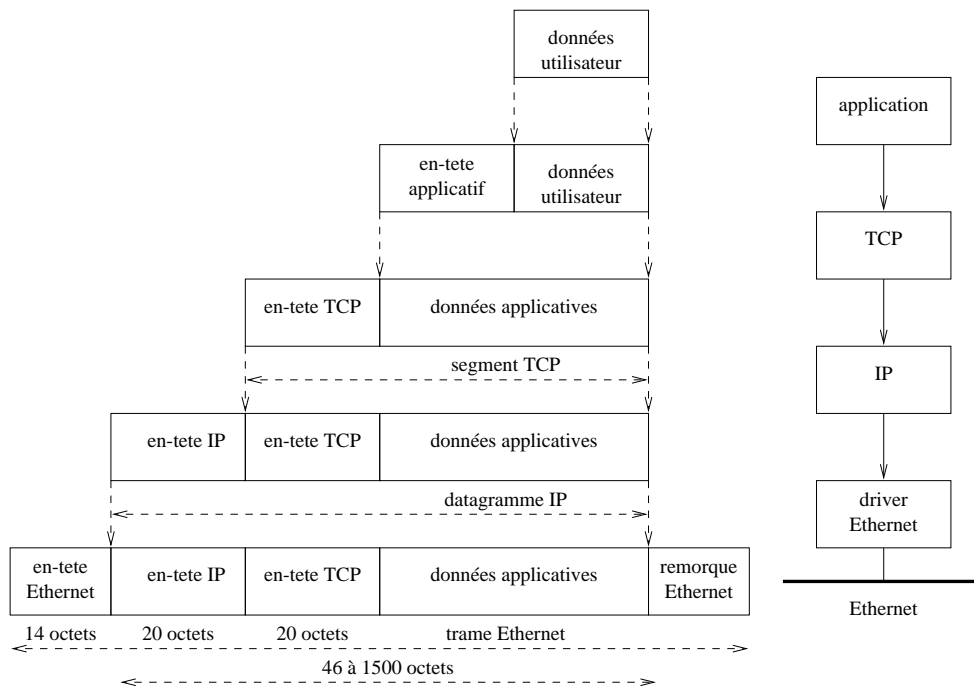 données
utilisateur
application
en-tete
applicatif
données
utilisateur
TCP
en-tete TCP
données applicatives
segment TCP
IP
en-tete IP
en-tete TCP
données applicatives
datagramme IP
driver
Ethernet
en-tete
Ethernet
en-tete IP
en-tete TCP
données applicatives
remorque
Ethernet
Ethernet
14 octets
20 octets
20 octets
trame Ethernet
46 à 1500 octets